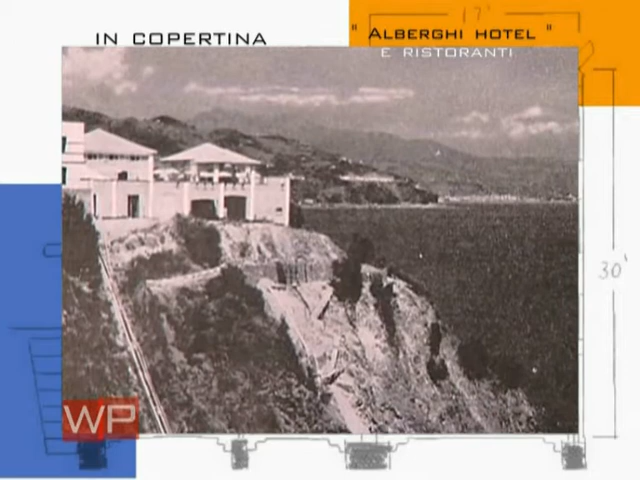 17'
IN COPERTINA
" ALBERGHI HOTEL "
E RISTORANTI
30'
WP